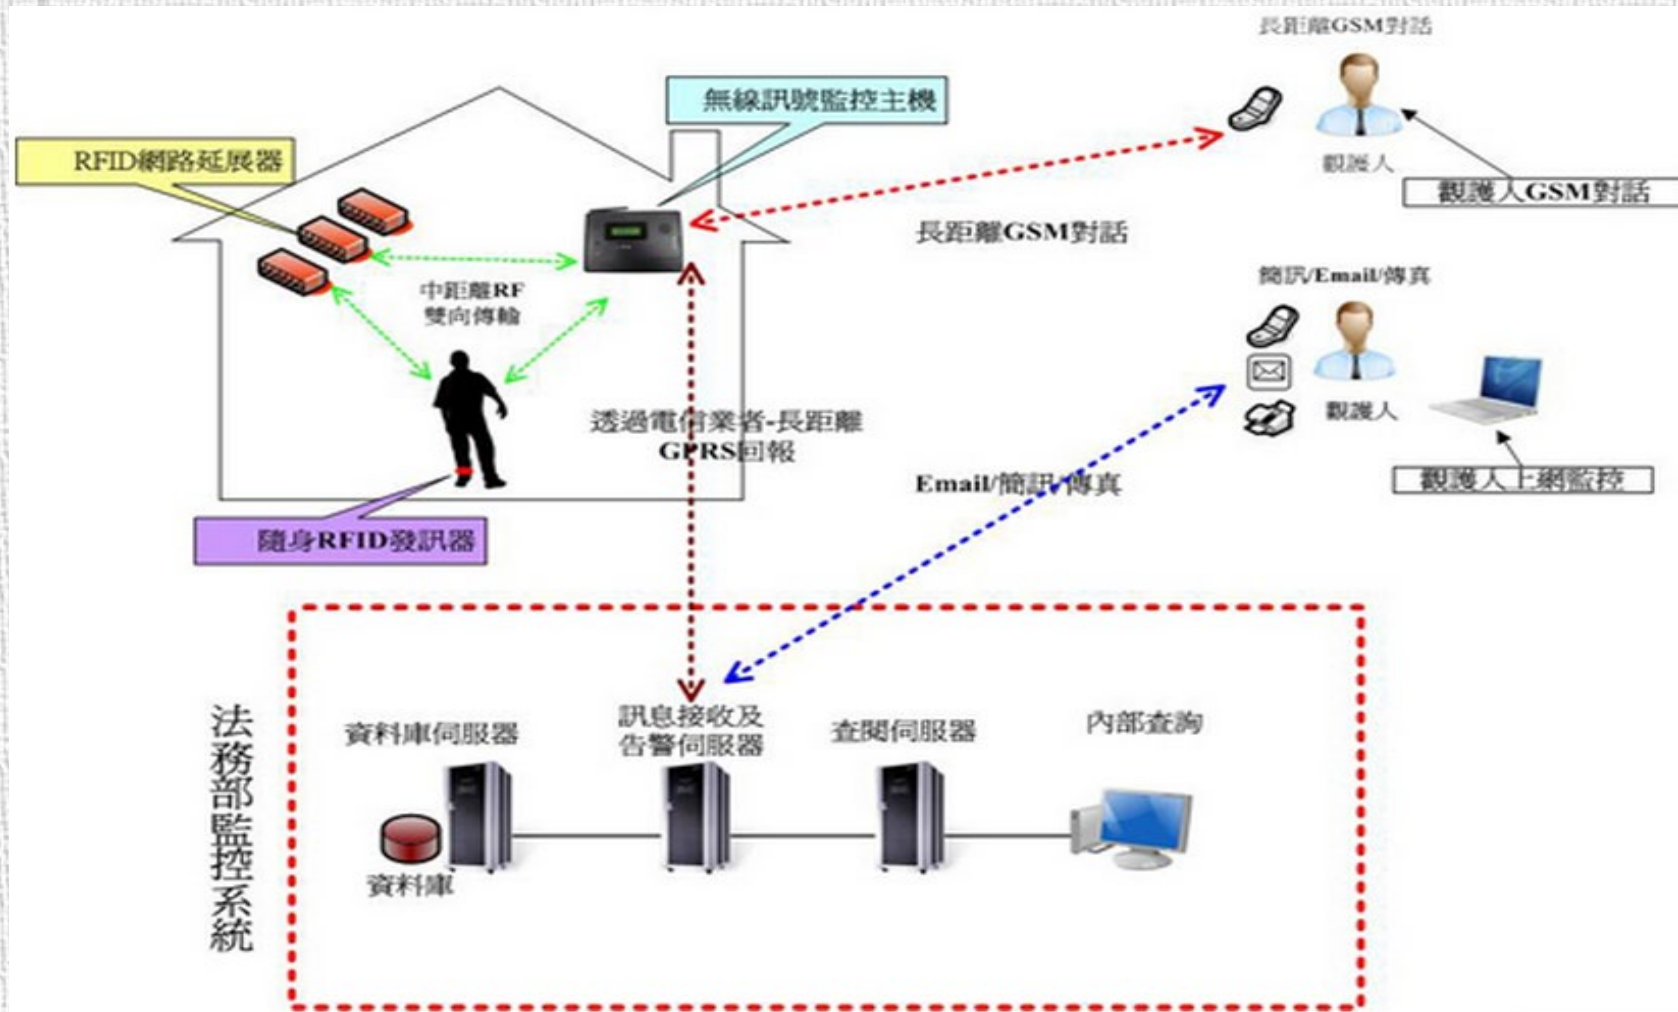 長距離GSM對話
觀護人
觀護人GSM對話
無線訊號監控主機
RFID網路延展器
長距離GSM對話
中距離RF
雙向傳輸
簡訊/Email/傳真
觀護人
觀護人上網監控
透過電信業者-長距離
GPRS回報
Email/簡訊/傳真
隨身RFID發訊器
法務部監控系統
資料庫伺服器
資料庫
訊息接收及
告警伺服器
查閱伺服器
內部查詢